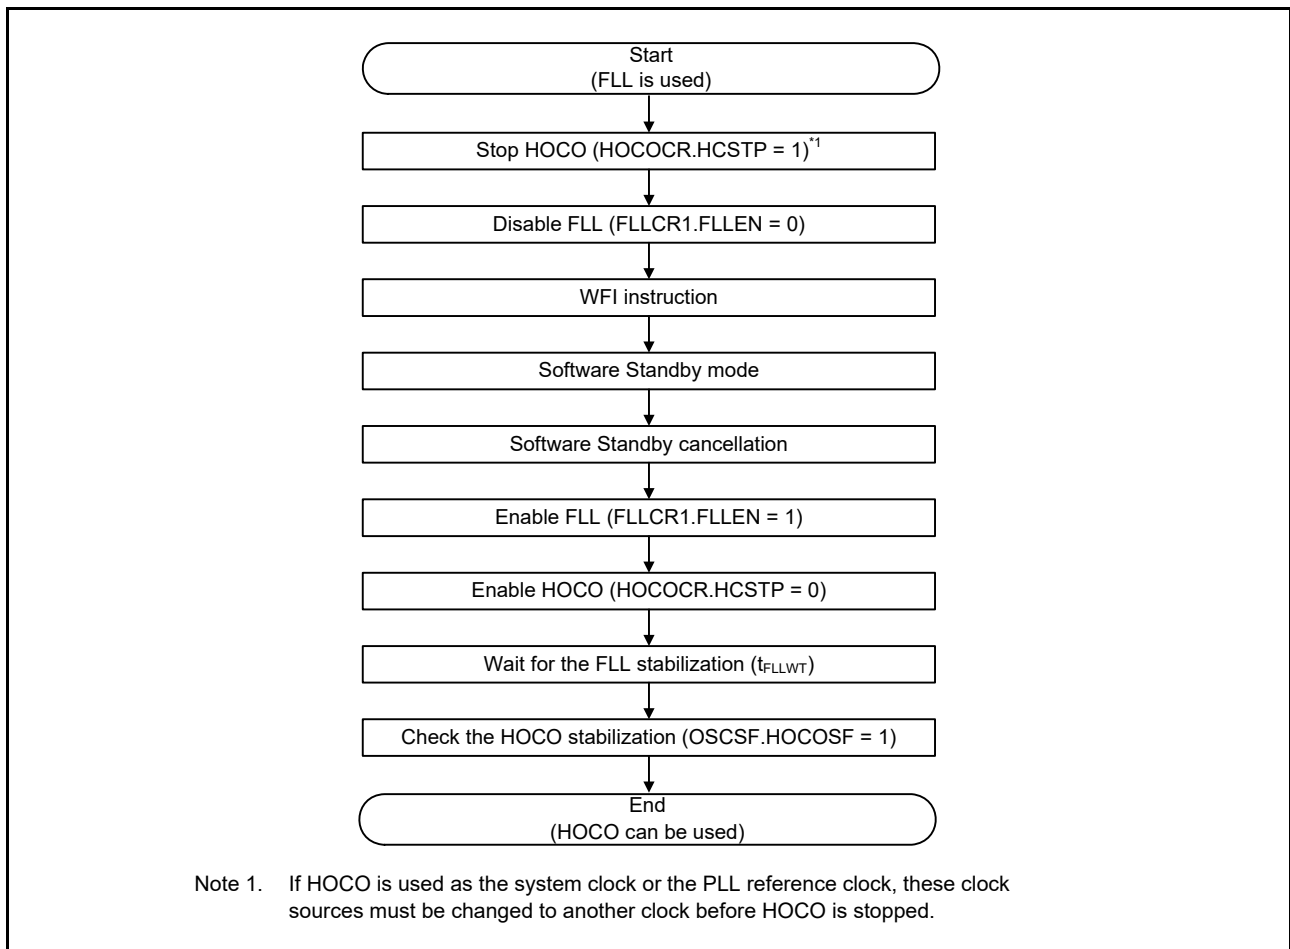 Start
(FLL is used)
Stop HOCO (HOCOCR.HCSTP = 1)*1
Disable FLL (FLLCR1.FLLEN = 0)
WFI instruction
Software Standby mode
Software Standby cancellation
Enable FLL (FLLCR1.FLLEN = 1)
Enable HOCO (HOCOCR.HCSTP = 0)
Wait for the FLL stabilization (tFLLWT)
Check the HOCO stabilization (OSCSF.HOCOSF = 1)
End
(HOCO can be used)
Note 1. If HOCO is used as the system clock or the PLL reference clock, these clock
sources must be changed to another clock before HOCO is stopped.